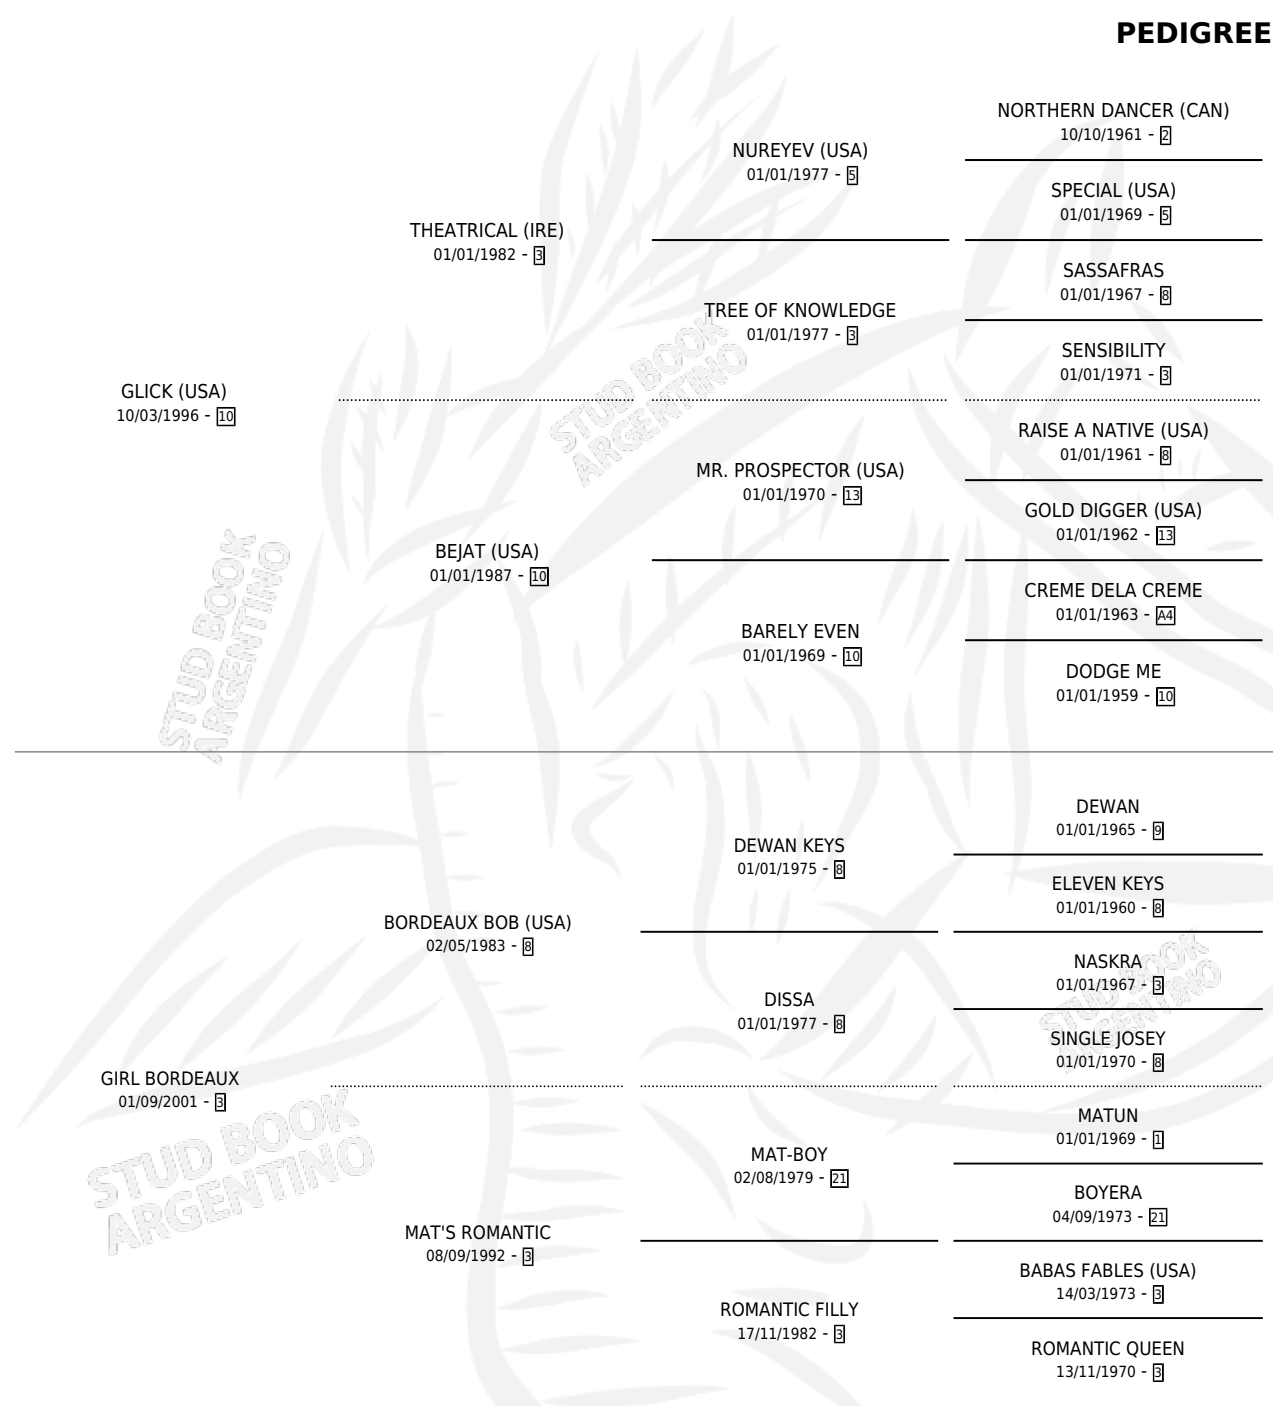 PEDIGREE
NORTHERN DANCER (CAN)
10/10/1961 - 2
NUREYEV (USA)
01/01/1977 - 5
SPECIAL (USA)
01/01/1969 - 5
THEATRICAL (IRE)
01/01/1982 - 3
SASSAFRAS
01/01/1967 - 8
TREE OF KNOWLEDGE
01/01/1977 - 3
SENSIBILITY
01/01/1971 - 3
GLICK (USA)
10/03/1996 - 10
RAISE A NATIVE (USA)
01/01/1961 - 8
MR. PROSPECTOR (USA)
01/01/1970 - 13
GOLD DIGGER (USA)
01/01/1962 - 13
BEJAT (USA)
01/01/1987 - 10
CREME DELA CREME
01/01/1963 - A4
BARELY EVEN
01/01/1969 - 10
DODGE ME
01/01/1959 - 10
DEWAN
01/01/1965 - 9
DEWAN KEYS
01/01/1975 - 8
ELEVEN KEYS
01/01/1960 - 8
BORDEAUX BOB (USA)
02/05/1983 - 8
NASKRA
01/01/1967 - 3
DISSA
01/01/1977 - 8
SINGLE JOSEY
01/01/1970 - 8
GIRL BORDEAUX
01/09/2001 - 3
MATUN
01/01/1969 - 1
MAT-BOY
02/08/1979 - 21
BOYERA
04/09/1973 - 21
MAT'S ROMANTIC
08/09/1992 - 3
BABAS FABLES (USA)
14/03/1973 - 3
ROMANTIC FILLY
17/11/1982 - 3
ROMANTIC QUEEN
13/11/1970 - 3
STUD BOOK
ARGENTINO
STUD BOOK
ARGENTINO
STUD BOOK
ARGENTINO
STUD BOOK
ARGENTINO